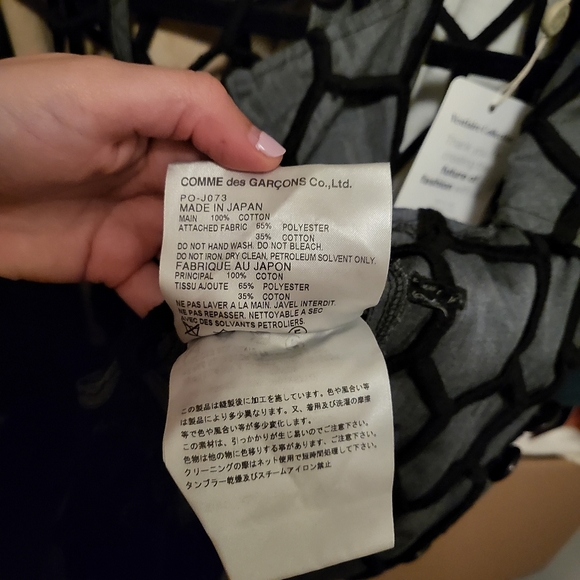 COMME des GARÇONS Co., Ltd.
PO-J073
MADE IN JAPAN
MAIN 100% COTTON
ATTACHED FABRIC 65% POLYESTER
35% COTTON
DO NOT HAND WASH. DO NOT BLEACH.
DO NOT IRON. DRY CLEAN, PETROLEUM SOLVENT ONLY.
FABRIQUE AU JAPON
PRINCIPAL 100% COTON
TISSU AJOUTE 65% POLYESTER
35% COTON
NE PAS LAVER A LA MAIN. JAVEL INTERDIT.
NE PAS REPASSER. NETTOYABLE A SEC
AVEC DES SOLVANTS PETROLIERS.
この製品は縫製後に加工を施しています。色や風合い等
は製品により多少異なります。又、着用及び洗濯の摩擦
等で色や風合い等が多少変化します。
この素材は、引っかかりが生じ易いのでご注意下さい。
色物は他の物に色移りする事があります、ご注意下さい。
クリーニングの際はネット使用で短時間処理して下さい。
タンブラー乾燥及びスチームアイロン禁止
fashion